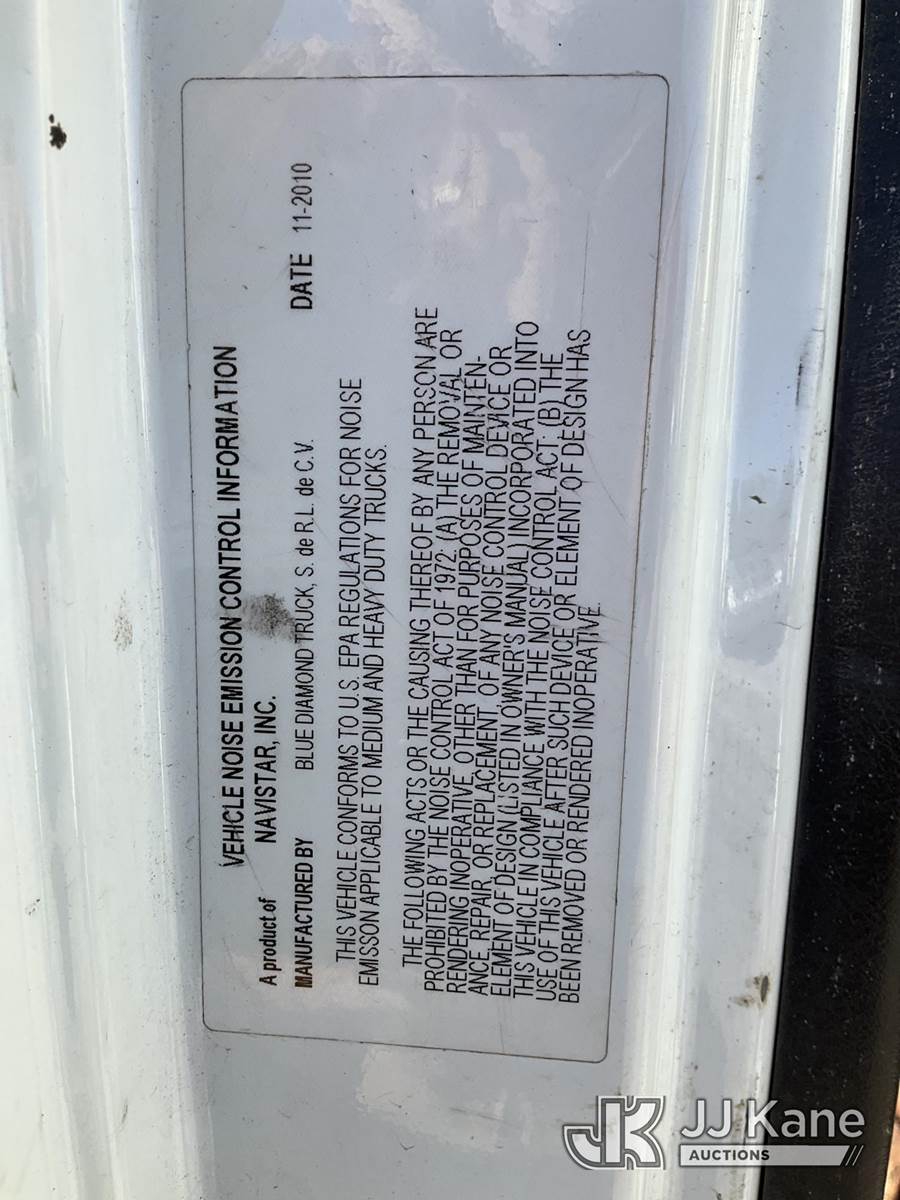 VEHICLE NOISE EMISSION CONTROL INFORMATION
A product of NAVISTAR, INC.
MANUFACTURED BY BLUE DIAMOND TRUCK, S. de R.L. de C.V. DATE 11-2010
THIS VEHICLE CONFORMS TO U.S. EPA REGULATIONS FOR NOISE
EMISSON APPLICABLE TO MEDIUM AND HEAVY DUTY TRUCKS.
THE FOLLOWING ACTS OR THE CAUSING THEREOF BY ANY PERSON ARE
PROHIBITED BY THE NOISE CONTROL ACT OF 1972. (A) THE REMOVAL OR
RENDERING INOPERATIVE, OTHER THAN FOR PURPOSES OF MAINTEN-
ANCE, REPAIR, OR REPLACEMENT, OF ANY NOISE CONTROL DEVICE OR
ELEMENT OF DESIGN (LISTED IN OWNER'S MANUAL) INCORPORATED INTO
THIS VEHICLE IN COMPLIANCE WITH THE NOISE CONTROL ACT. (B) THE
USE OF THIS VEHICLE AFTER SUCH DEVICE OR ELEMENT OF DESIGN HAS
BEEN REMOVED OR RENDERED INOPERATIVE.
JK JJ Kane
AUCTIONS